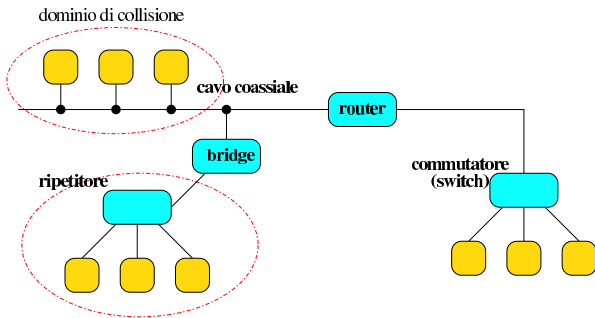 dominio di collisione
cavo coassiale
router
bridge
commutatore
(switch)
ripetitore